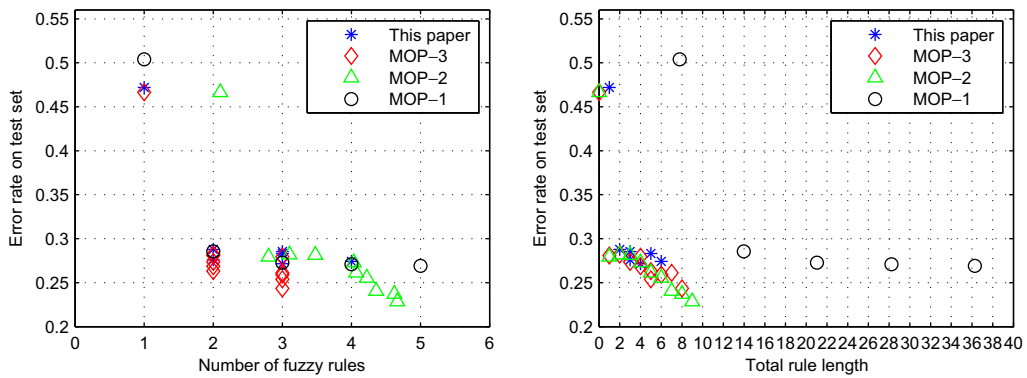 0.55
0.5
0.45
0.4
0.35
0.3
0.25
0.2
0 1 2 3 4 5 6
Number of fuzzy rules
Error rate on test set
This paper
MOP−3
MOP−2
MOP−1
0.55
0.5
0.45
0.4
0.35
0.3
0.25
0.2
0 2 4 6 8 10 12 14 16 18 20 22 24 26 28 30 32 34 36 38 40
Total rule length
Error rate on test set
This paper
MOP−3
MOP−2
MOP−1